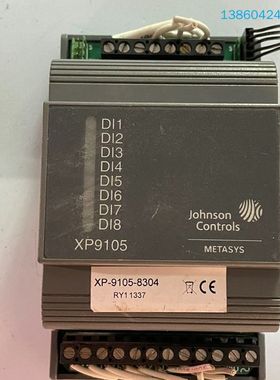 13860424
DI1
DI2
DI3
DI4
DI5
DI6
DI7
DI8
Johnson
Controls
XP9105
METASYS
XP-9105-8304
RY11337
CE